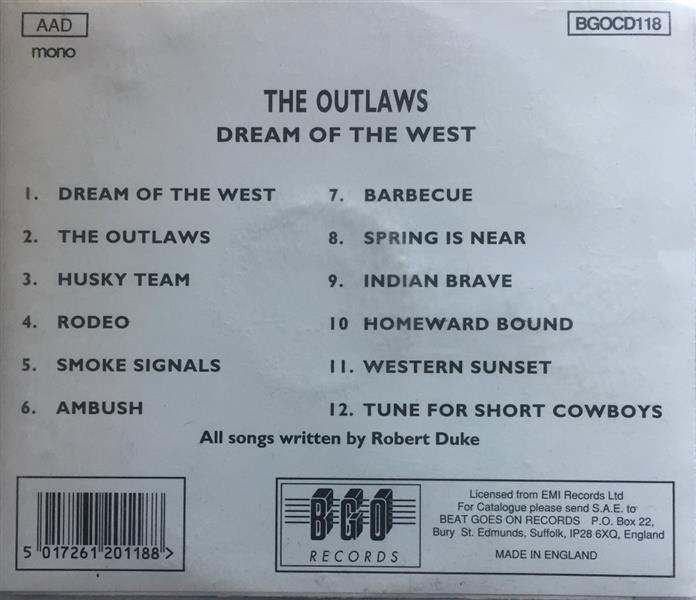 AAD
mono
BGOCD118
THE OUTLAWS
DREAM OF THE WEST
1. DREAM OF THE WEST
2. THE OUTLAWS
3. HUSKY TEAM
4. RODEO
5. SMOKE SIGNALS
6. AMBUSH
7. BARBECUE
8. SPRING IS NEAR
9. INDIAN BRAVE
10 HOMEWARD BOUND
11. WESTERN SUNSET
12. TUNE FOR SHORT COWBOYS
All songs written by Robert Duke
5 017261 201188 >
BGO
RECORDS
Licensed from EMI Records Ltd
For Catalogue please send S.A.E. to
BEAT GOES ON RECORDS P.O. Box 22,
Bury St. Edmunds, Suffolk, IP28 6XQ, England
MADE IN ENGLAND